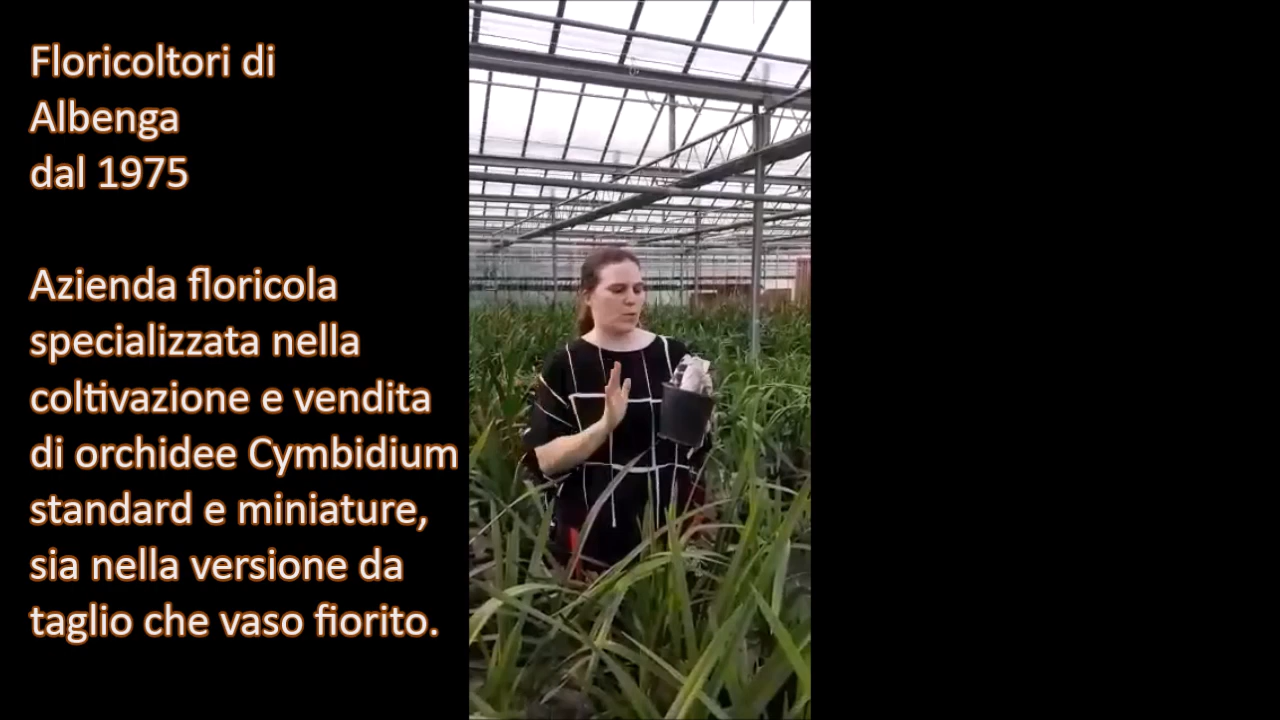 Floricoltori di
Albenga
dal 1975
Azienda floricola
specializzata nella
coltivazione e vendita
di orchidee Cymbidium
standard e miniature,
sia nella versione da
taglio che vaso fiorito.